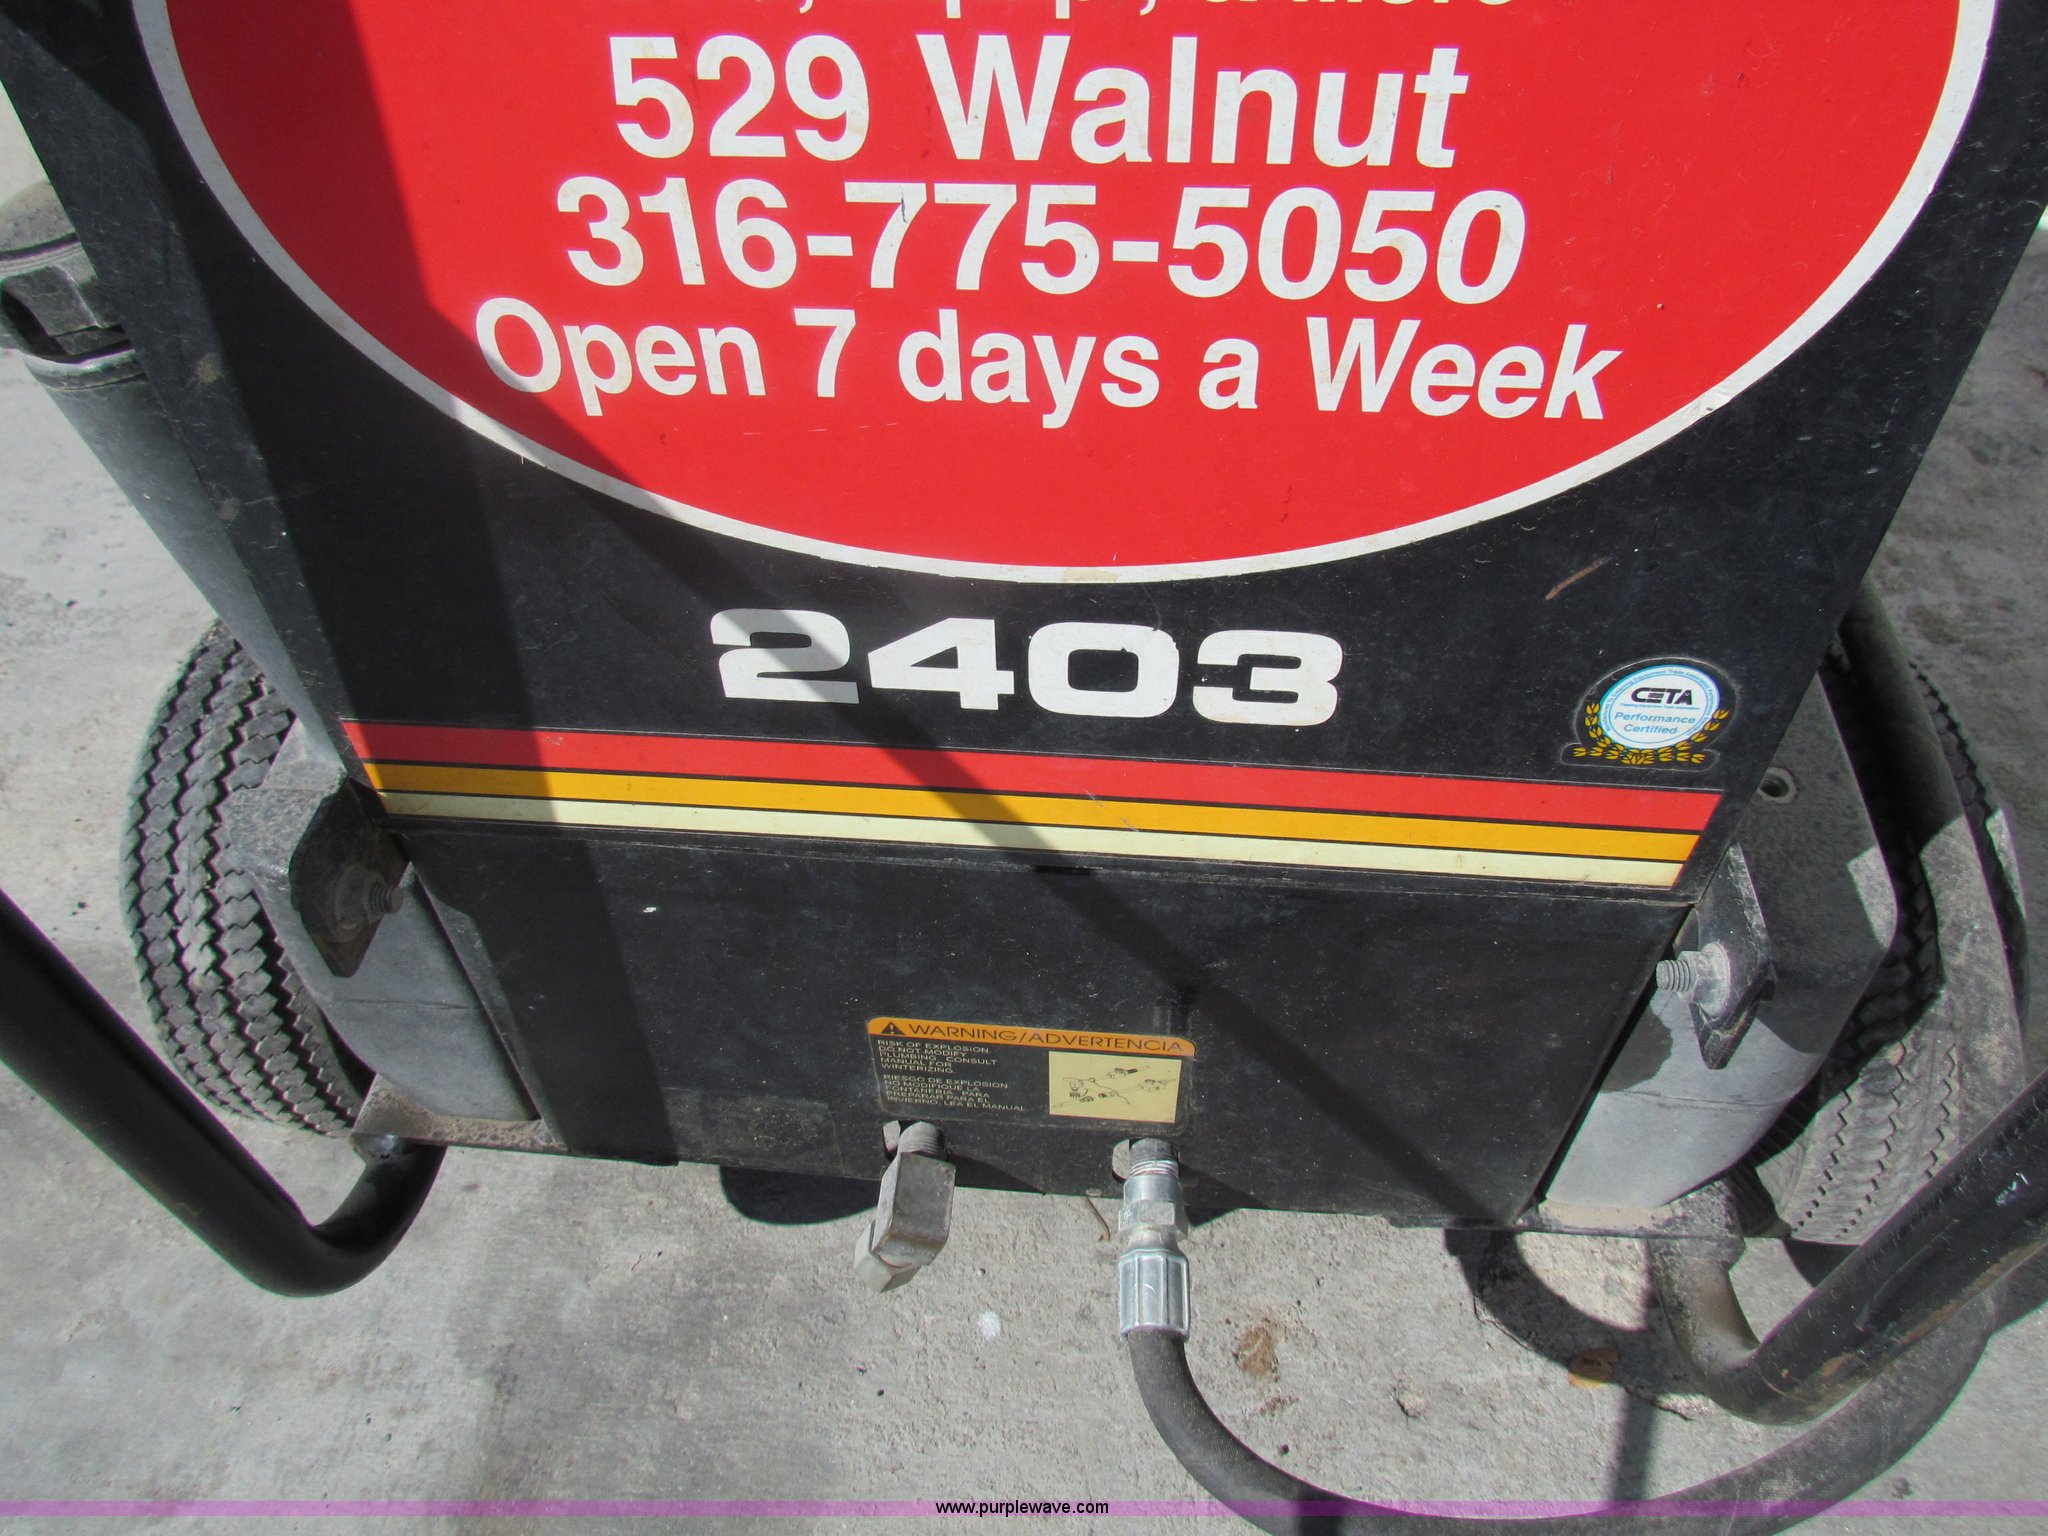 & More
529 Walnut
316-775-5050
Open 7 days a Week
2403
CETA
Performance
Certified
WARNING/ADVERTENCIA
RISK OF EXPLOSION.
DO NOT MODIFY
PLUMBING. CONSULT
MANUAL FOR
WINTERIZING.
RIESGO DE EXPLOSION
NO MODIFIQUE LA
FONTANERIA, PARA
PREPARAR PARA EL
INVIERNO, LEA EL MANUAL
www.purplewave.com